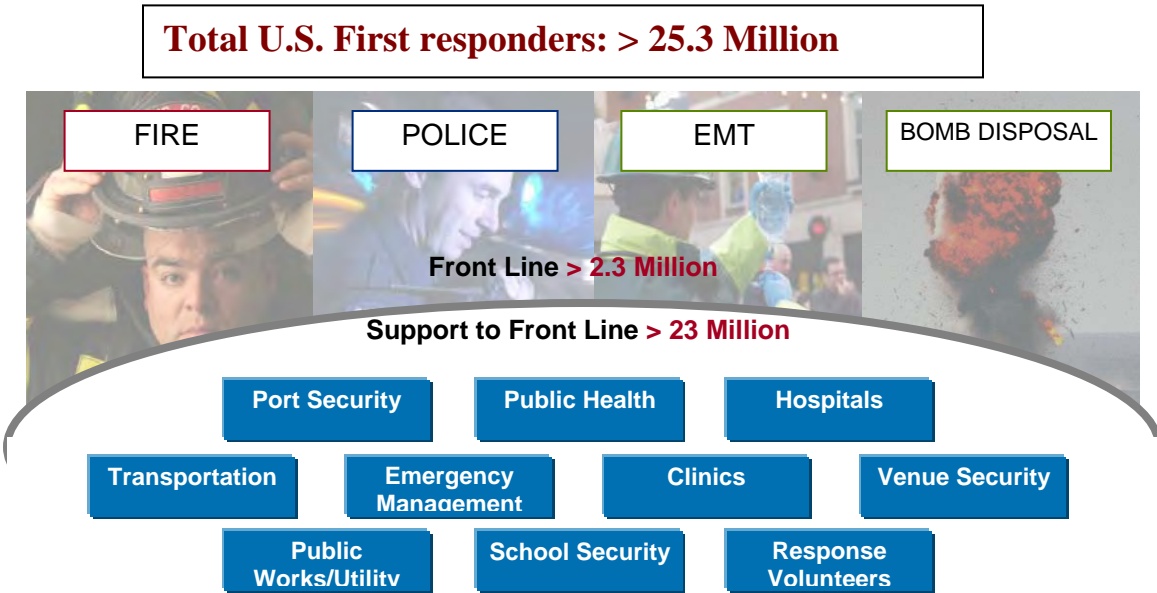 Total U.S. First responders: > 25.3 Million
FIRE
POLICE
EMT
BOMB DISPOSAL
Front Line > 2.3 Million
Support to Front Line > 23 Million
Port Security
Public Health
Hospitals
Transportation
Emergency
Management
Clinics
Venue Security
Public
Works/Utility
School Security
Response
Volunteers